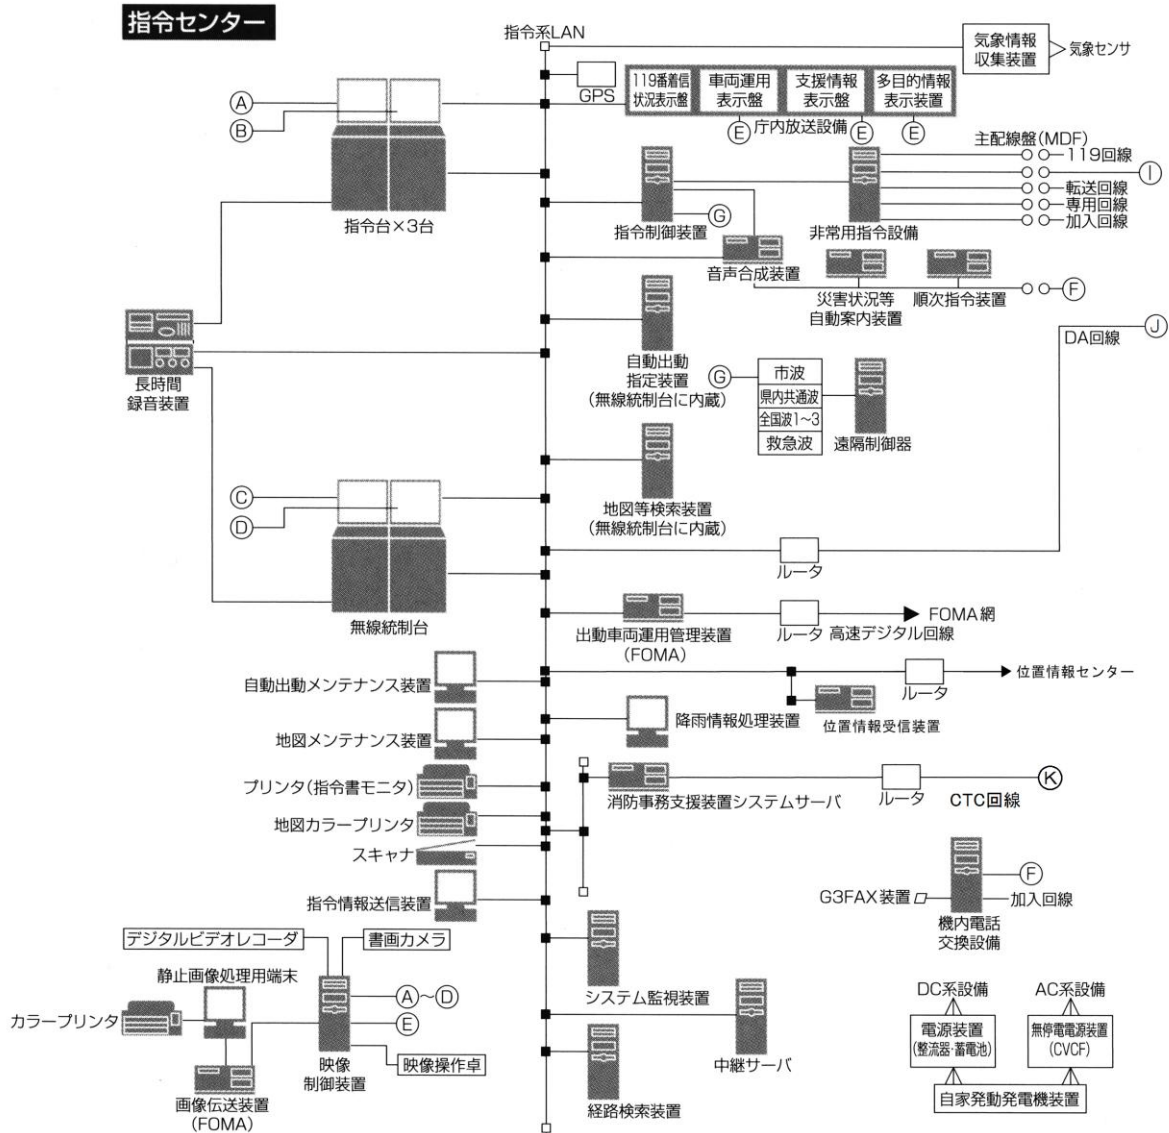 指令センター
指令系LAN
気象情報
収集装置
気象センサ
GPS
119番着信
状況表示盤
車両運用
表示盤
支援情報
表示盤
多目的情報
表示装置
Ⓐ
Ⓑ
Ⓔ
庁内放送設備
Ⓔ
Ⓔ
主配線盤(MDF)
119回線
Ⓘ
転送回線
専用回線
加入回線
指令台×3台
指令制御装置
Ⓖ
非常用指令設備
音声合成装置
災害状況等
自動案内装置
順次指令装置
Ⓕ
長時間
録音装置
自動出動
指定装置
(無線統制台に内蔵)
Ⓖ
市波
県内共通波
全国波1〜3
救急波
遠隔制御器
DA回線
Ⓙ
地図等検索装置
(無線統制台に内蔵)
Ⓒ
Ⓓ
無線統制台
ルータ
出動車両運用管理装置
(FOMA)
ルータ
高速デジタル回線
FOMA網
自動出動メンテナンス装置
ルータ
位置情報センター
位置情報受信装置
地図メンテナンス装置
降雨情報処理装置
プリンタ(指令書モニタ)
消防事務支援装置システムサーバ
ルータ
CTC回線
Ⓚ
地図カラープリンタ
スキャナ
指令情報送信装置
G3FAX装置
Ⓕ
加入回線
機内電話
交換設備
デジタルビデオレコーダ
書画カメラ
静止画像処理用端末
カラープリンタ
Ⓐ〜Ⓓ
Ⓔ
映像
制御装置
映像操作卓
画像伝送装置
(FOMA)
システム監視装置
中継サーバ
経路検索装置
DC系設備
AC系設備
電源装置
(整流器・蓄電池)
無停電電源装置
(CVCF)
自家発動発電機装置